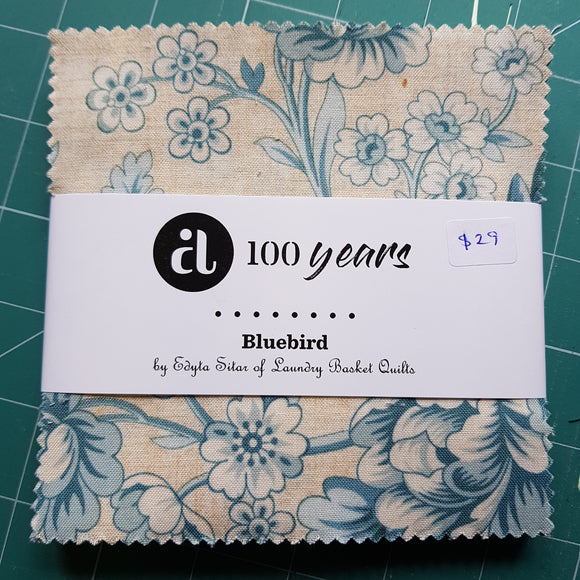 al 100 years
$29
Bluebird
by Edyta Sitar of Laundry Basket Quilts